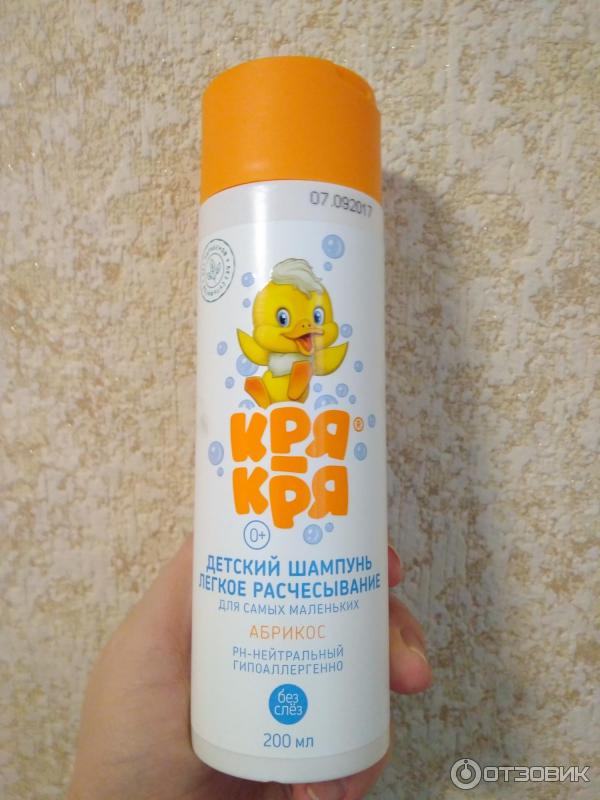 07.092017
КРЯ®
-
КРЯ
0+
ДЕТСКИЙ ШАМПУНЬ
ЛЕГКОЕ РАСЧЕСЫВАНИЕ
ДЛЯ САМЫХ МАЛЕНЬКИХ
АБРИКОС
PH-НЕЙТРАЛЬНЫЙ
ГИПОАЛЛЕРГЕННО
без
слёз
200 мл
ОТЗОВИК